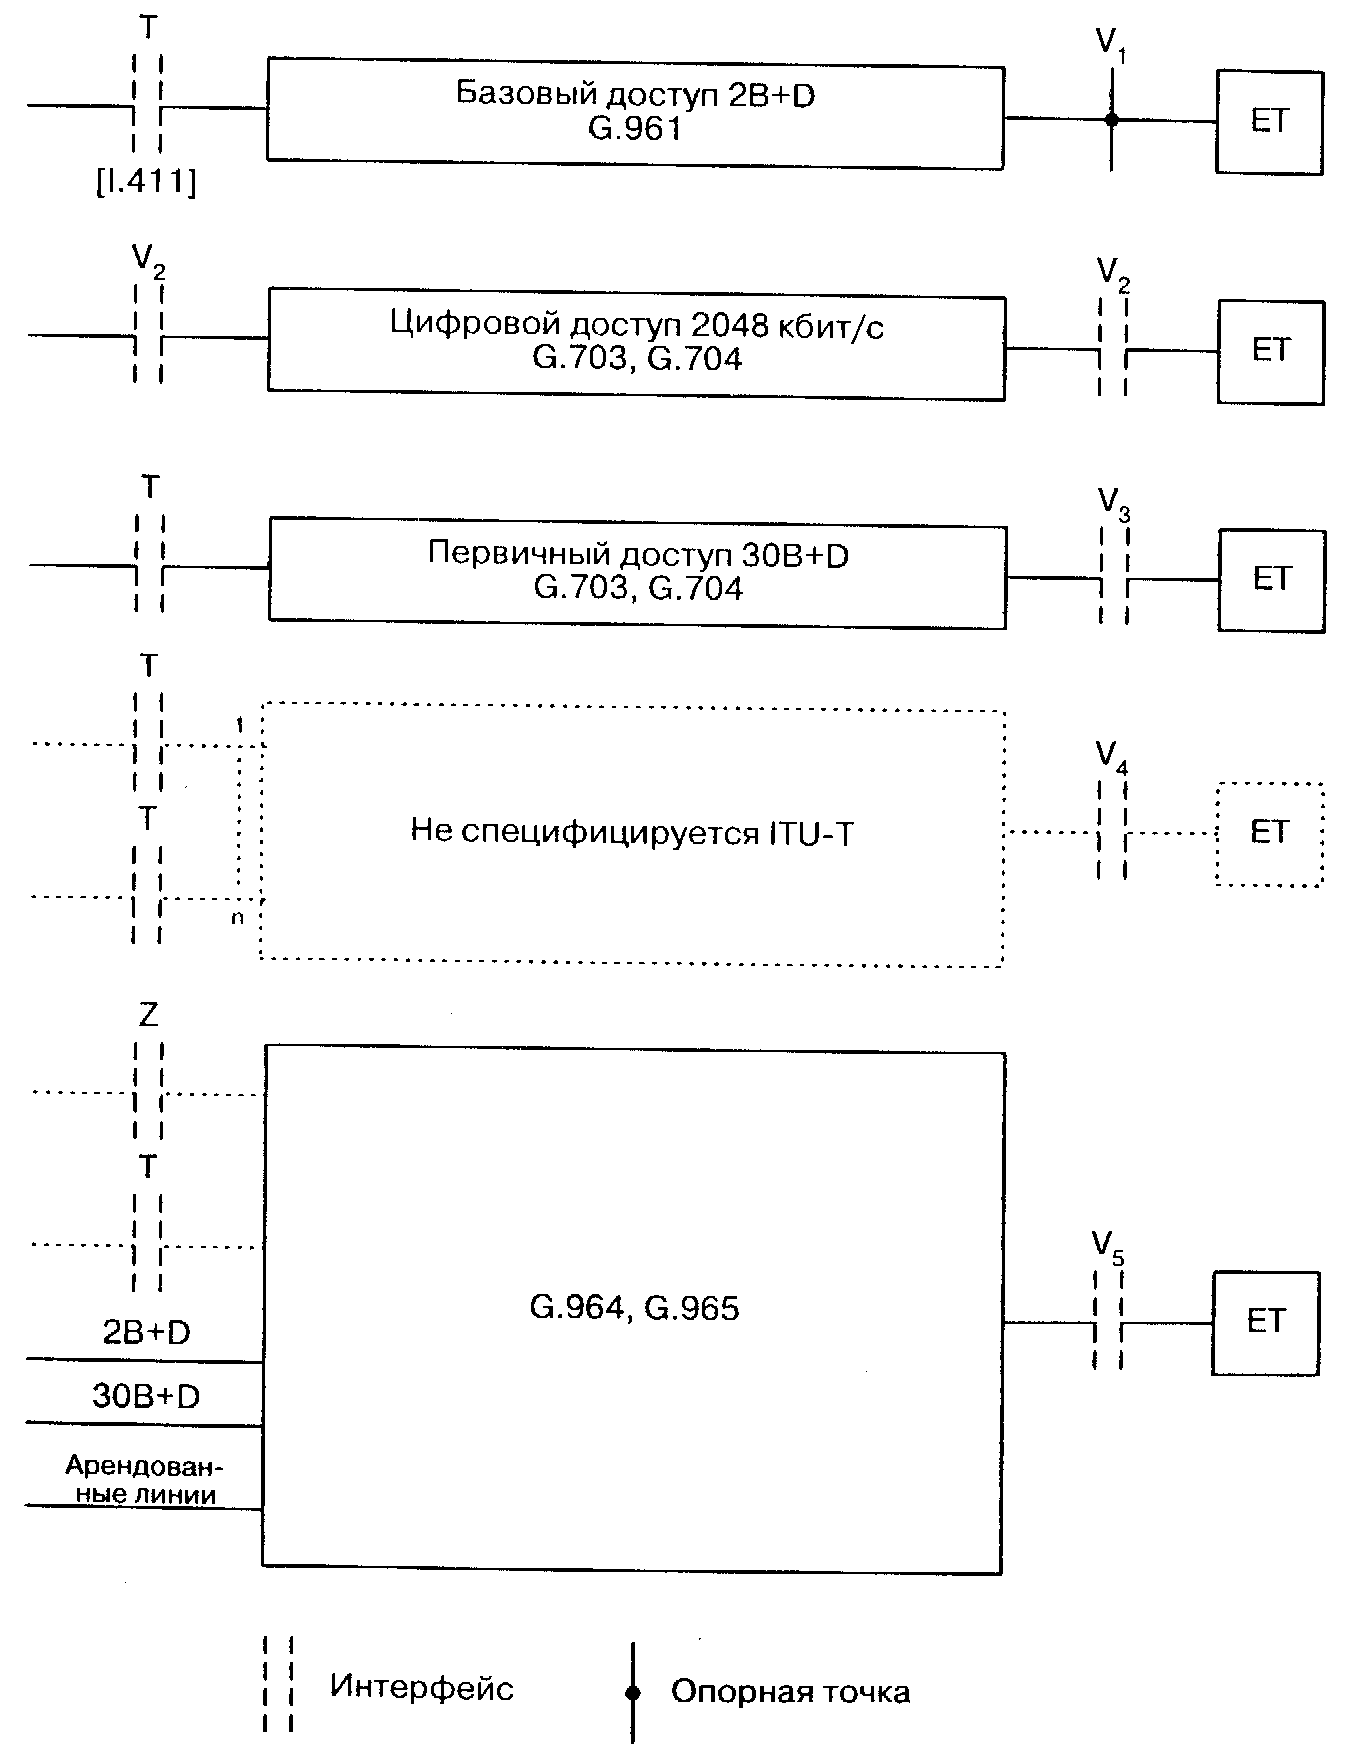 T
V1
Базовый доступ 2B+D
G.961
ET
[I.411]
V2
V2
Цифровой доступ 2048 кбит/с
G.703, G.704
ET
T
V3
Первичный доступ 30B+D
G.703, G.704
ET
T
1
V4
T
Не специфицируется ITU-T
ET
n
Z
T
V5
G.964, G.965
ET
2B+D
30B+D
Арендован-
ные линии
Интерфейс
Опорная точка